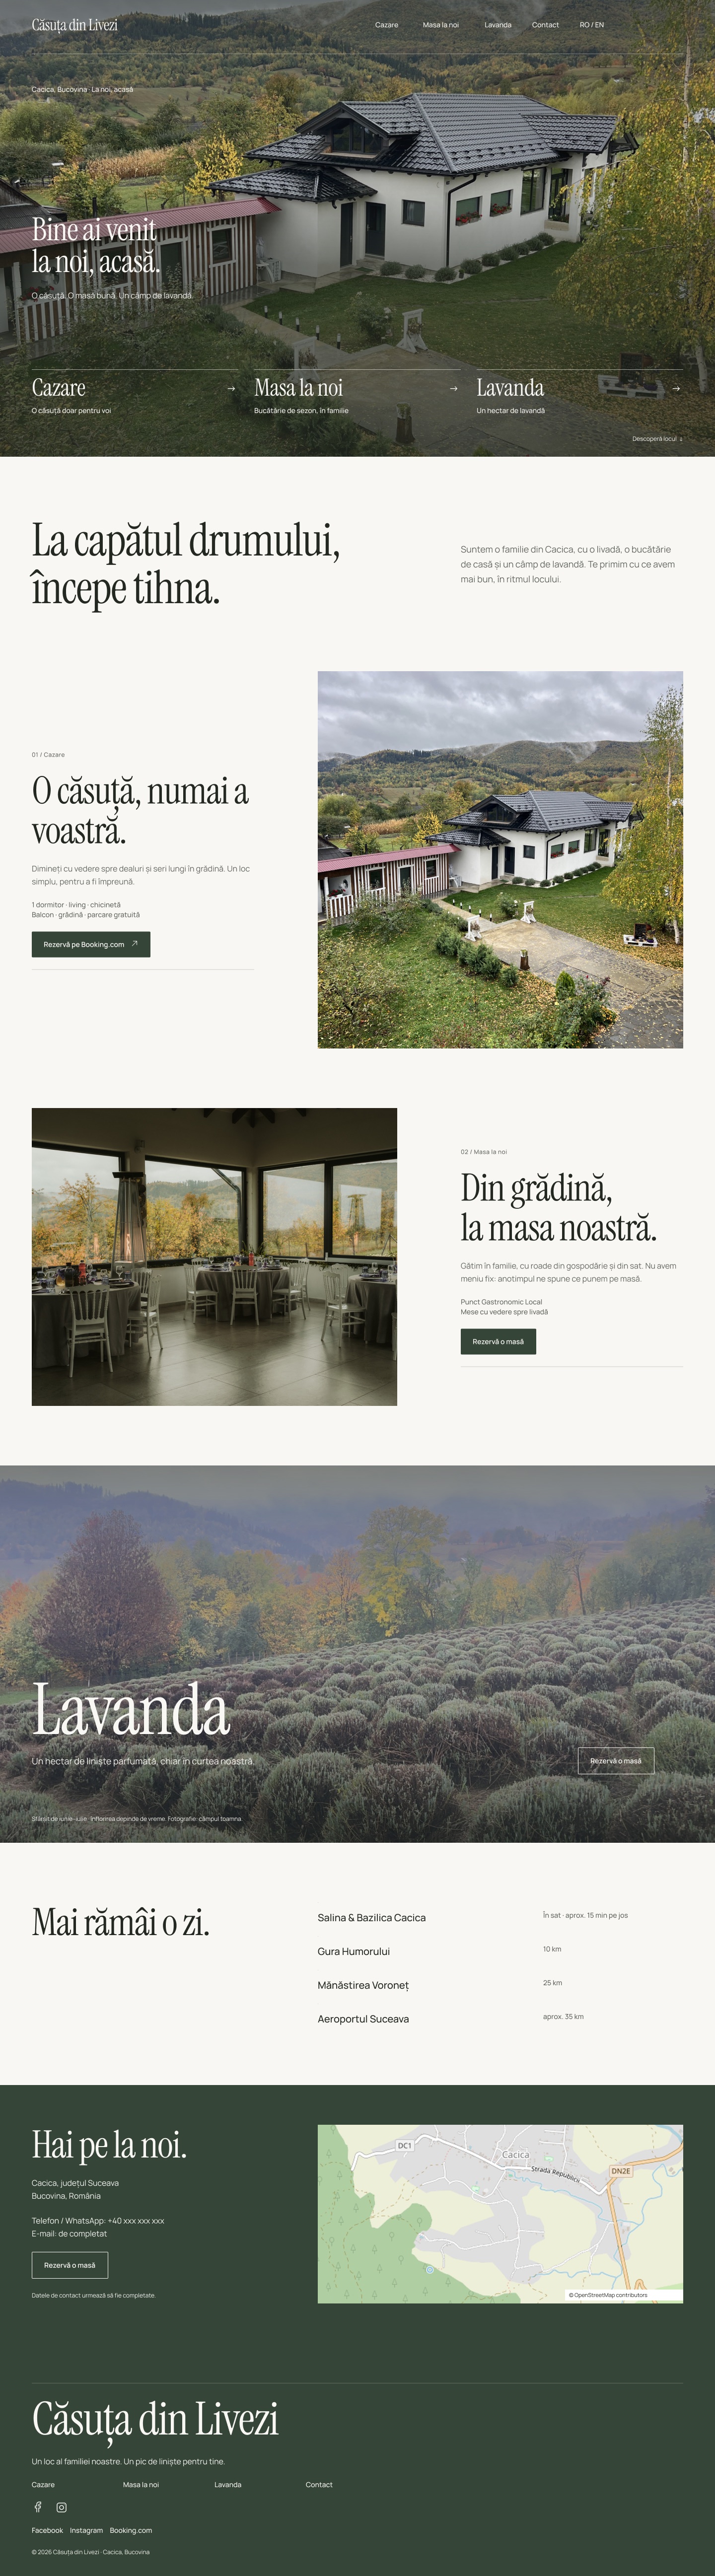 Căsuța din Livezi
Cazare
Masa la noi
Lavanda
Contact
RO / EN
Cacica, Bucovina · La noi, acasă
Bine ai venit
la noi, acasă.
O căsuță. O masă bună. Un câmp de lavandă.
Cazare →
O căsuță doar pentru voi
Masa la noi →
Bucătărie de sezon, în familie
Lavanda →
Un hectar de lavandă
Descoperă locul ↓
La capătul drumului,
începe tihna.
Suntem o familie din Cacica, cu o livadă, o bucătărie
de casă și un câmp de lavandă. Te primim cu ce avem
mai bun, în ritmul locului.
01 / Cazare
O căsuță, numai a
voastră.
Dimineți cu vedere spre dealuri și seri lungi în grădină. Un loc
simplu, pentru a fi împreună.
1 dormitor · living · chicinetă
Balcon · grădină · parcare gratuită
Rezervă pe Booking.com ↗
02 / Masa la noi
Din grădină,
la masa noastră.
Gătim în familie, cu roade din gospodărie și din sat. Nu avem
meniu fix: anotimpul ne spune ce punem pe masă.
Punct Gastronomic Local
Mese cu vedere spre livadă
Rezervă o masă
Lavanda
Un hectar de liniște parfumată, chiar în curtea noastră.
Rezervă o masă
Sfârșit de iunie–iulie · Înflorirea depinde de vreme. Fotografie: câmpul toamna
Mai rămâi o zi.
Salina & Bazilica Cacica
În sat · aprox. 15 min pe jos
Gura Humorului
10 km
Mănăstirea Voroneț
25 km
Aeroportul Suceava
aprox. 35 km
Hai pe la noi.
Cacica, județul Suceava
Bucovina, România
Telefon / WhatsApp: +40 xxx xxx xxx
E-mail: de completat
Rezervă o masă
Datele de contact urmează să fie completate.
DC1
Cacica
Strada Republicii
DN2E
© OpenStreetMap contributors
Căsuța din Livezi
Un loc al familiei noastre. Un pic de liniște pentru tine.
Cazare
Masa la noi
Lavanda
Contact
Facebook
Instagram
Booking.com
© 2026 Căsuța din Livezi · Cacica, Bucovina